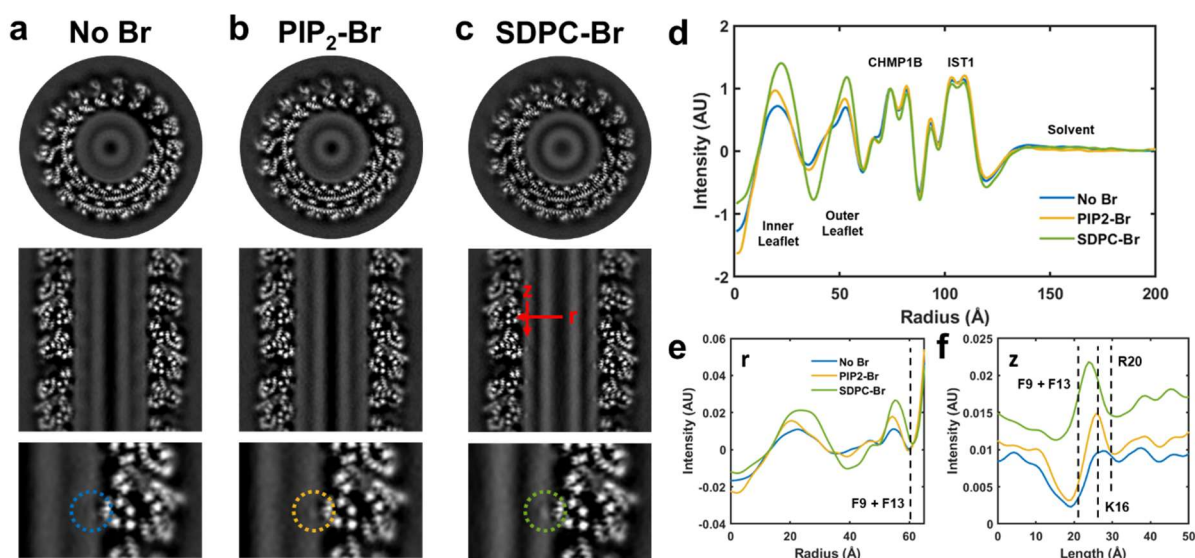 a No Br b PIP2-Br c SDPC-Br
z
r
d
2
1
0
-1
-2
Intensity (AU)
CHMP1B IST1
Solvent
Inner
Leaflet
Outer
Leaflet
No Br
PIP2-Br
SDPC-Br
0 50 100 150 200
Radius (Å)
e r
0.06
0.04
0.02
0
-0.02
-0.04
Intensity (AU)
No Br
PIP2-Br
SDPC-Br
F9 + F13
0 20 40 60
Radius (Å)
f z
0.025
0.02
0.015
0.01
0.005
0
Intensity (AU)
R20
F9 + F13
K16
0 10 20 30 40 50
Length (Å)